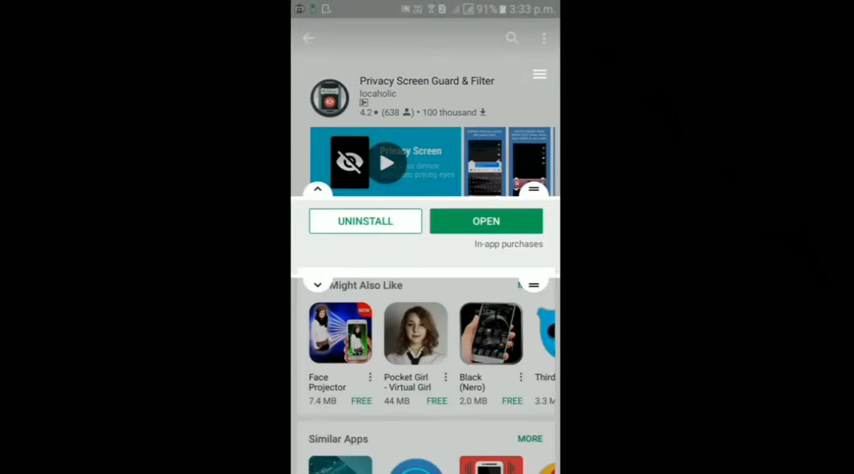 91% 3:33 p.m.
Privacy Screen Guard & Filter
locaholic
3+
4.2★ (638) • 100 thousand
Privacy Screen
UNINSTALL
OPEN
In-app purchases
Might Also Like
Face Projector
7.4 MB FREE
Pocket Girl
- Virtual Girl
44 MB FREE
Black
(Nero)
2.0 MB FREE
Third
3.3 M
Similar Apps
MORE